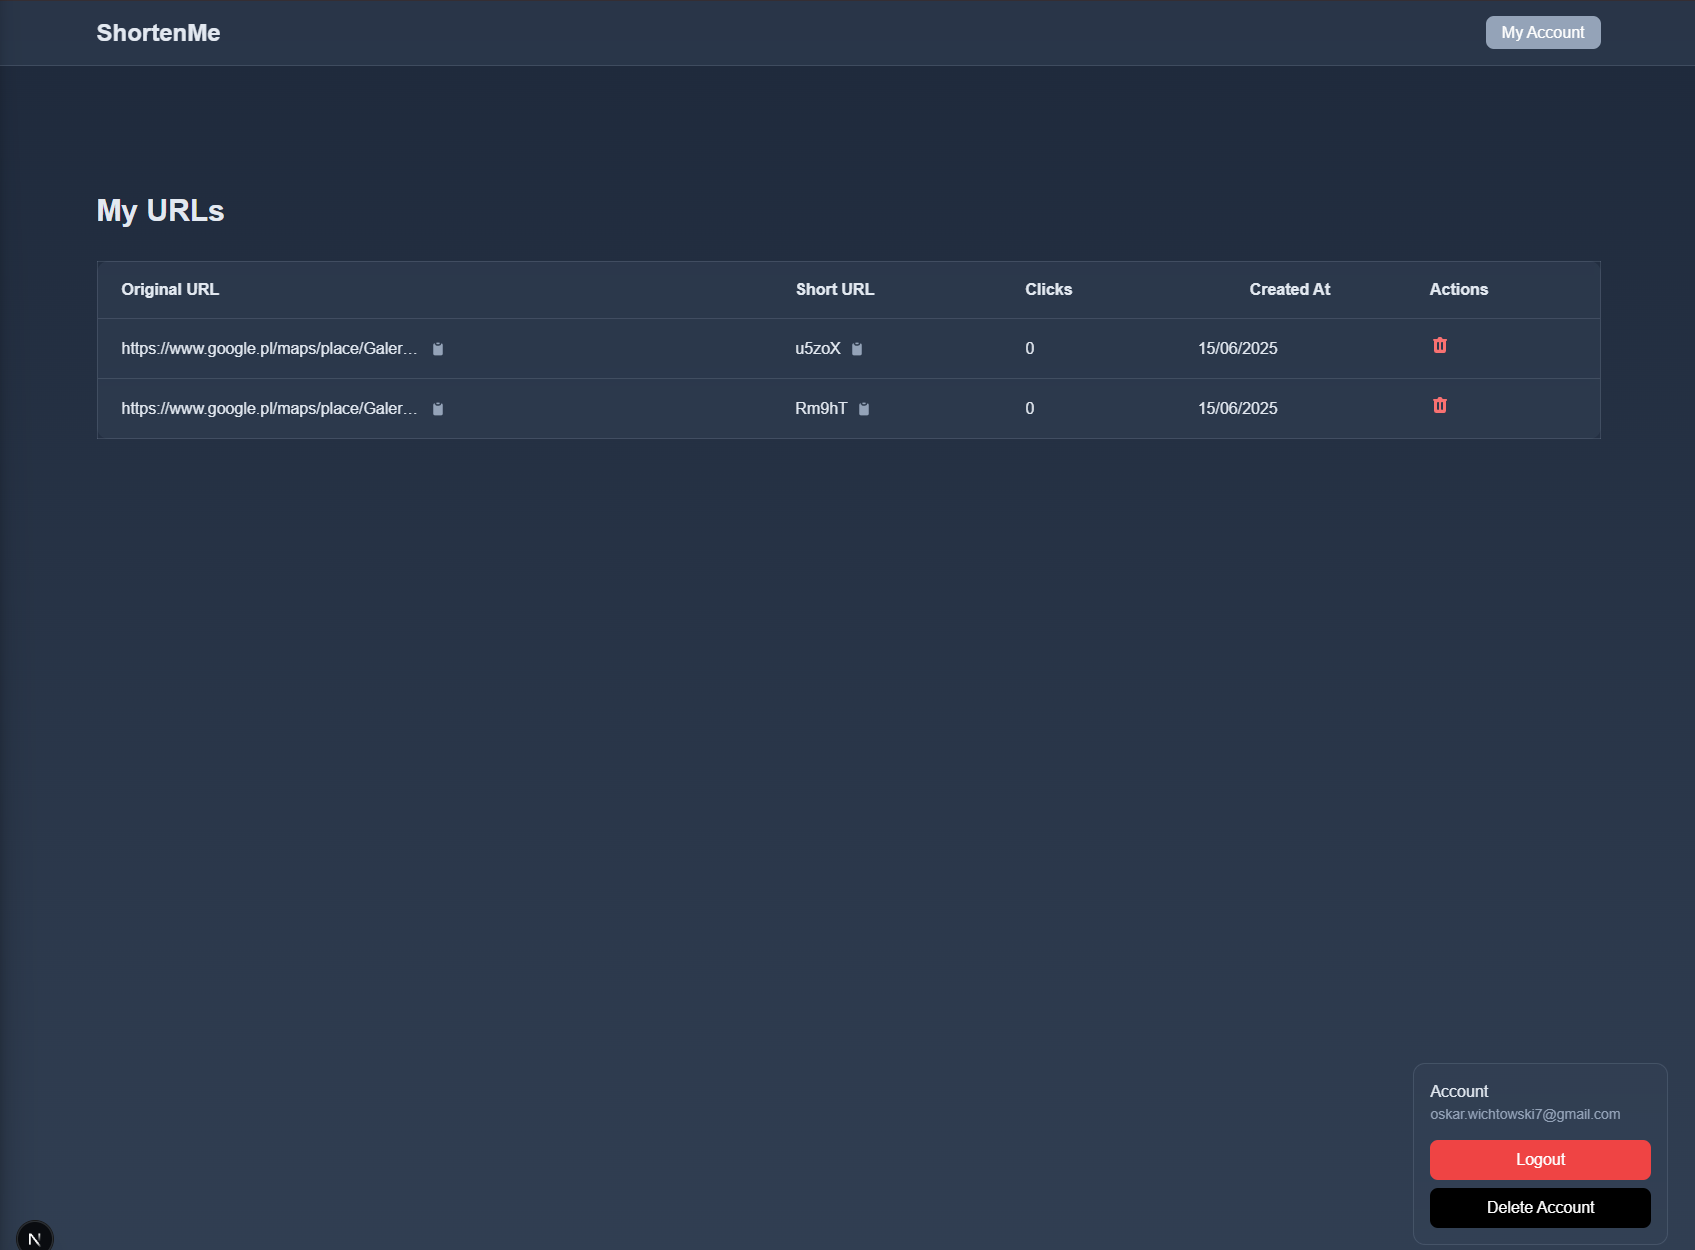 ShortenMe
My Account
My URLs
Original URL Short URL Clicks Created At Actions
https://www.google.pl/maps/place/Galer... u5zoX 0 15/06/2025
https://www.google.pl/maps/place/Galer... Rm9hT 0 15/06/2025
Account
oskar.wichtowski7@gmail.com
Logout
Delete Account
N